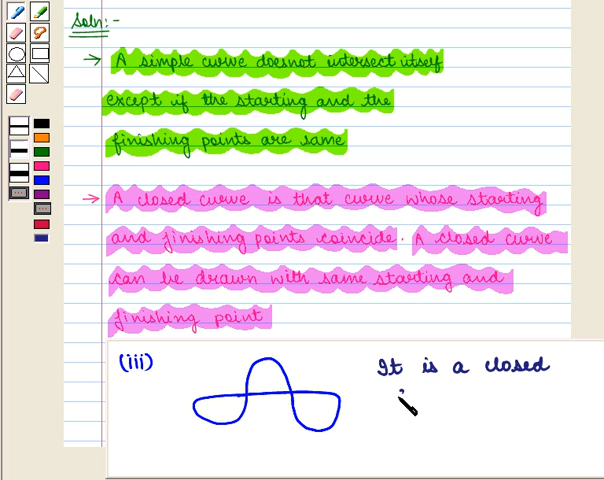 Soln:-
→ A simple curve doesnot intersect itself
except if the starting and the
finishing points are same
→ A closed curve is that curve whose starting
and finishing points coincide. A closed curve
can be drawn with same starting and
finishing point
(iii) It is a closed